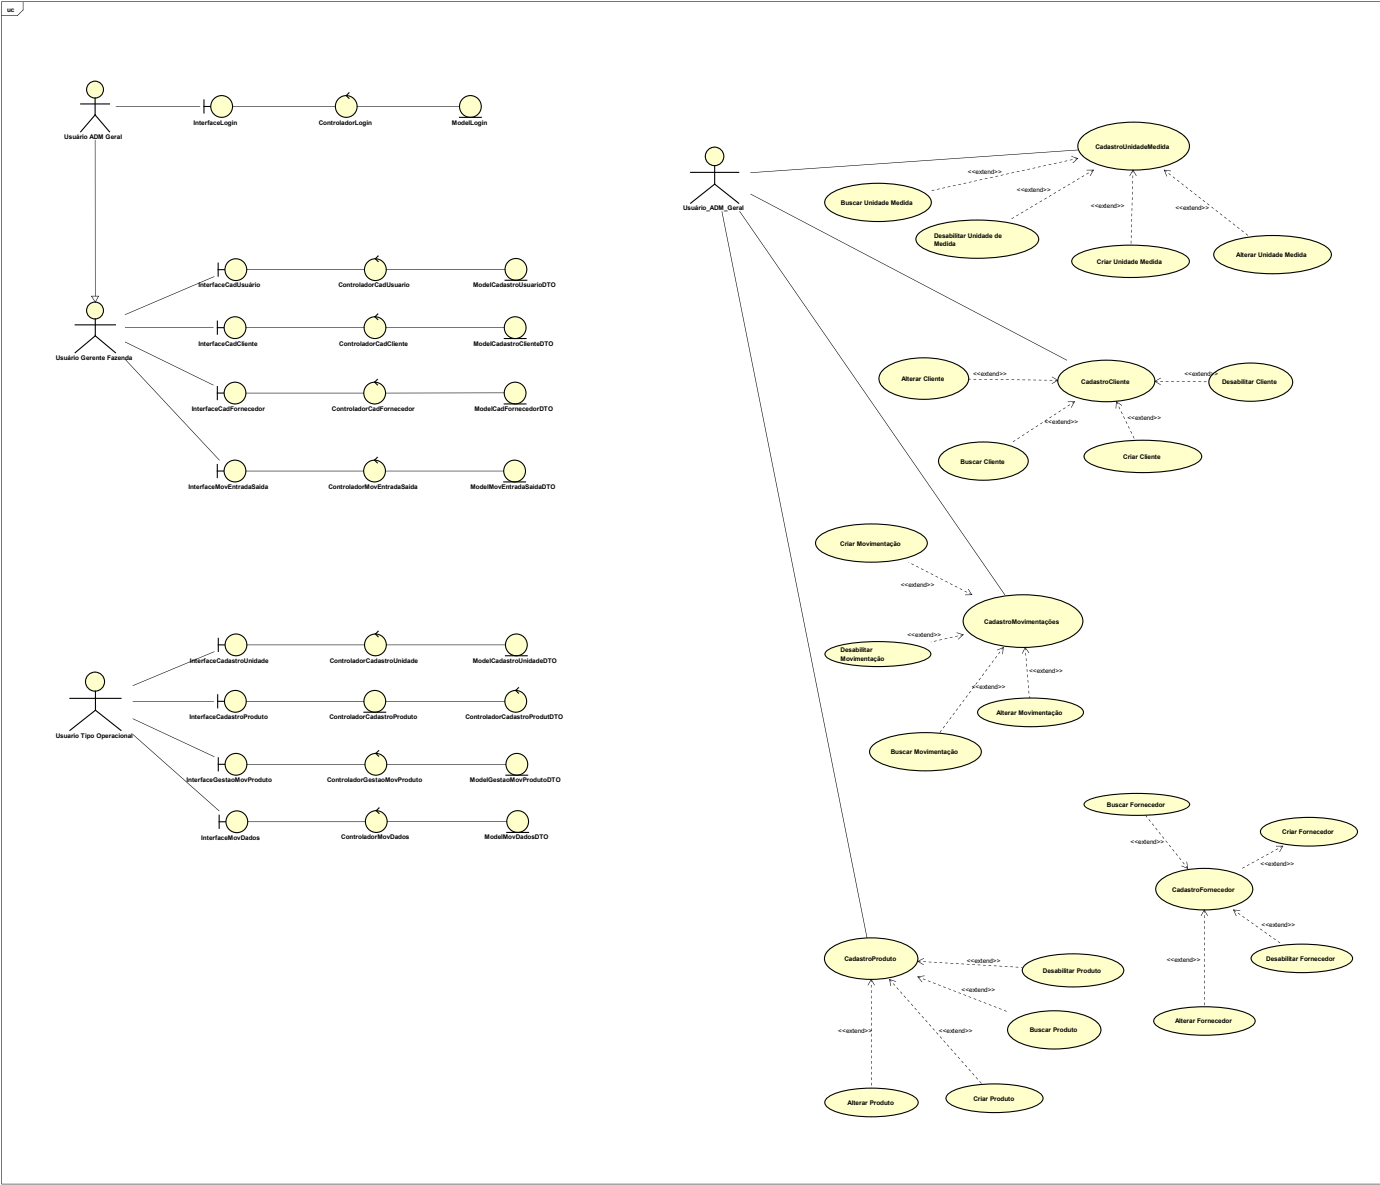 uc
Usuário ADM Geral
InterfaceLogin
ControladorLogin
ModelLogin
InterfaceCadUsuário
ControladorCadUsuario
ModelCadastroUsuarioDTO
Usuário Gerente Fazenda
InterfaceCadCliente
ControladorCadCliente
ModelCadastroClienteDTO
InterfaceCadFornecedor
ControladorCadFornecedor
ModelCadFornecedorDTO
InterfaceMovEntradaSaida
ControladorMovEntradaSaída
ModelMovEntradaSaídaDTO
InterfaceCadastroUnidade
ControladorCadastroUnidade
ModelCadastroUnidadeDTO
Usuario Tipo Operacional
InterfaceCadastroProduto
ControladorCadastroProduto
ControladorCadastroProdutDTO
InterfaceGestaoMovProduto
ControladorGestaoMovProduto
ModelGestaoMovProdutoDTO
InterfaceMovDados
ControladorMovDados
ModelMovDadosDTO
Usuário_ADM_Geral
CadastroUnidadeMedida
<<extend>>
<<extend>>
<<extend>>
<<extend>>
Buscar Unidade Medida
Desabilitar Unidade de
Medida
Criar Unidade Medida
Alterar Unidade Medida
Alterar Cliente
<<extend>>
CadastroCliente
<<extend>>
Desabilitar Cliente
<<extend>>
<<extend>>
Buscar Cliente
Criar Cliente
Criar Movimentação
<<extend>>
CadastroMovimentações
<<extend>>
Desabilitar
Movimentação
<<extend>>
<<extend>>
Alterar Movimentação
Buscar Movimentação
Buscar Fornecedor
Criar Fornecedor
<<extend>>
<<extend>>
CadastroFornecedor
<<extend>>
<<extend>>
Desabilitar Fornecedor
Alterar Fornecedor
CadastroProduto
<<extend>>
Desabilitar Produto
<<extend>>
Buscar Produto
<<extend>>
<<extend>>
Alterar Produto
Criar Produto